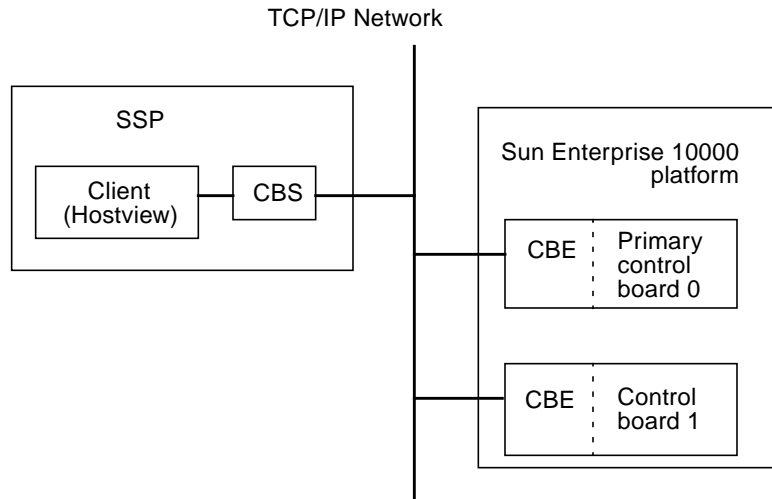 TCP/IP Network
SSP
Client
(Hostview)
CBS
Sun Enterprise 10000
platform
CBE
Primary
control
board 0
CBE
Control
board 1